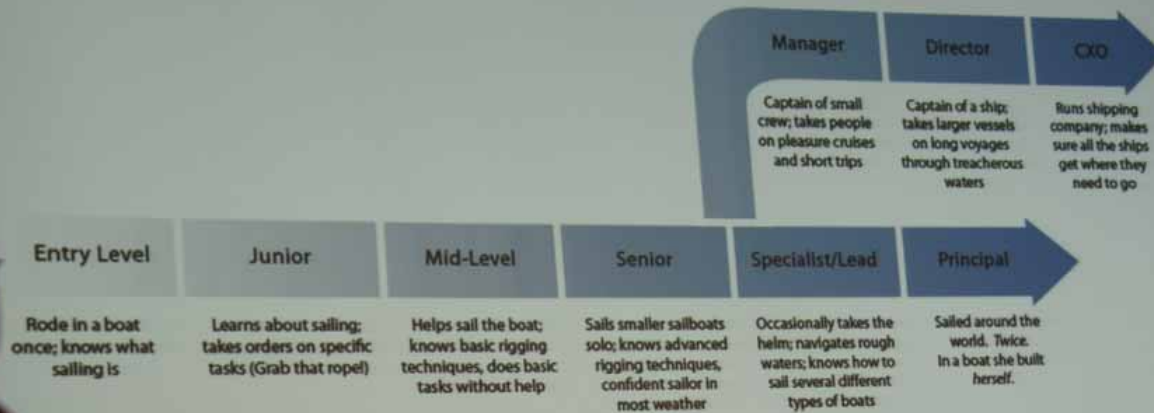 Manager
Captain of small
crew; takes people
on pleasure cruises
and short trips
Director
Captain of a ship;
takes larger vessels
on long voyages
through treacherous
waters
CXO
Runs shipping
company; makes
sure all the ships
get where they
need to go
Entry Level
Rode in a boat
once; knows what
sailing is
Junior
Learns about sailing;
takes orders on specific
tasks (Grab that rope!)
Mid-Level
Helps sail the boat;
knows basic rigging
techniques, does basic
tasks without help
Senior
Sails smaller sailboats
solo; knows advanced
rigging techniques,
confident sailor in
most weather
Specialist/Lead
Occasionally takes the
helm; navigates rough
waters; knows how to
sail several different
types of boats
Principal
Sailed around the
world. Twice.
In a boat she built
herself.